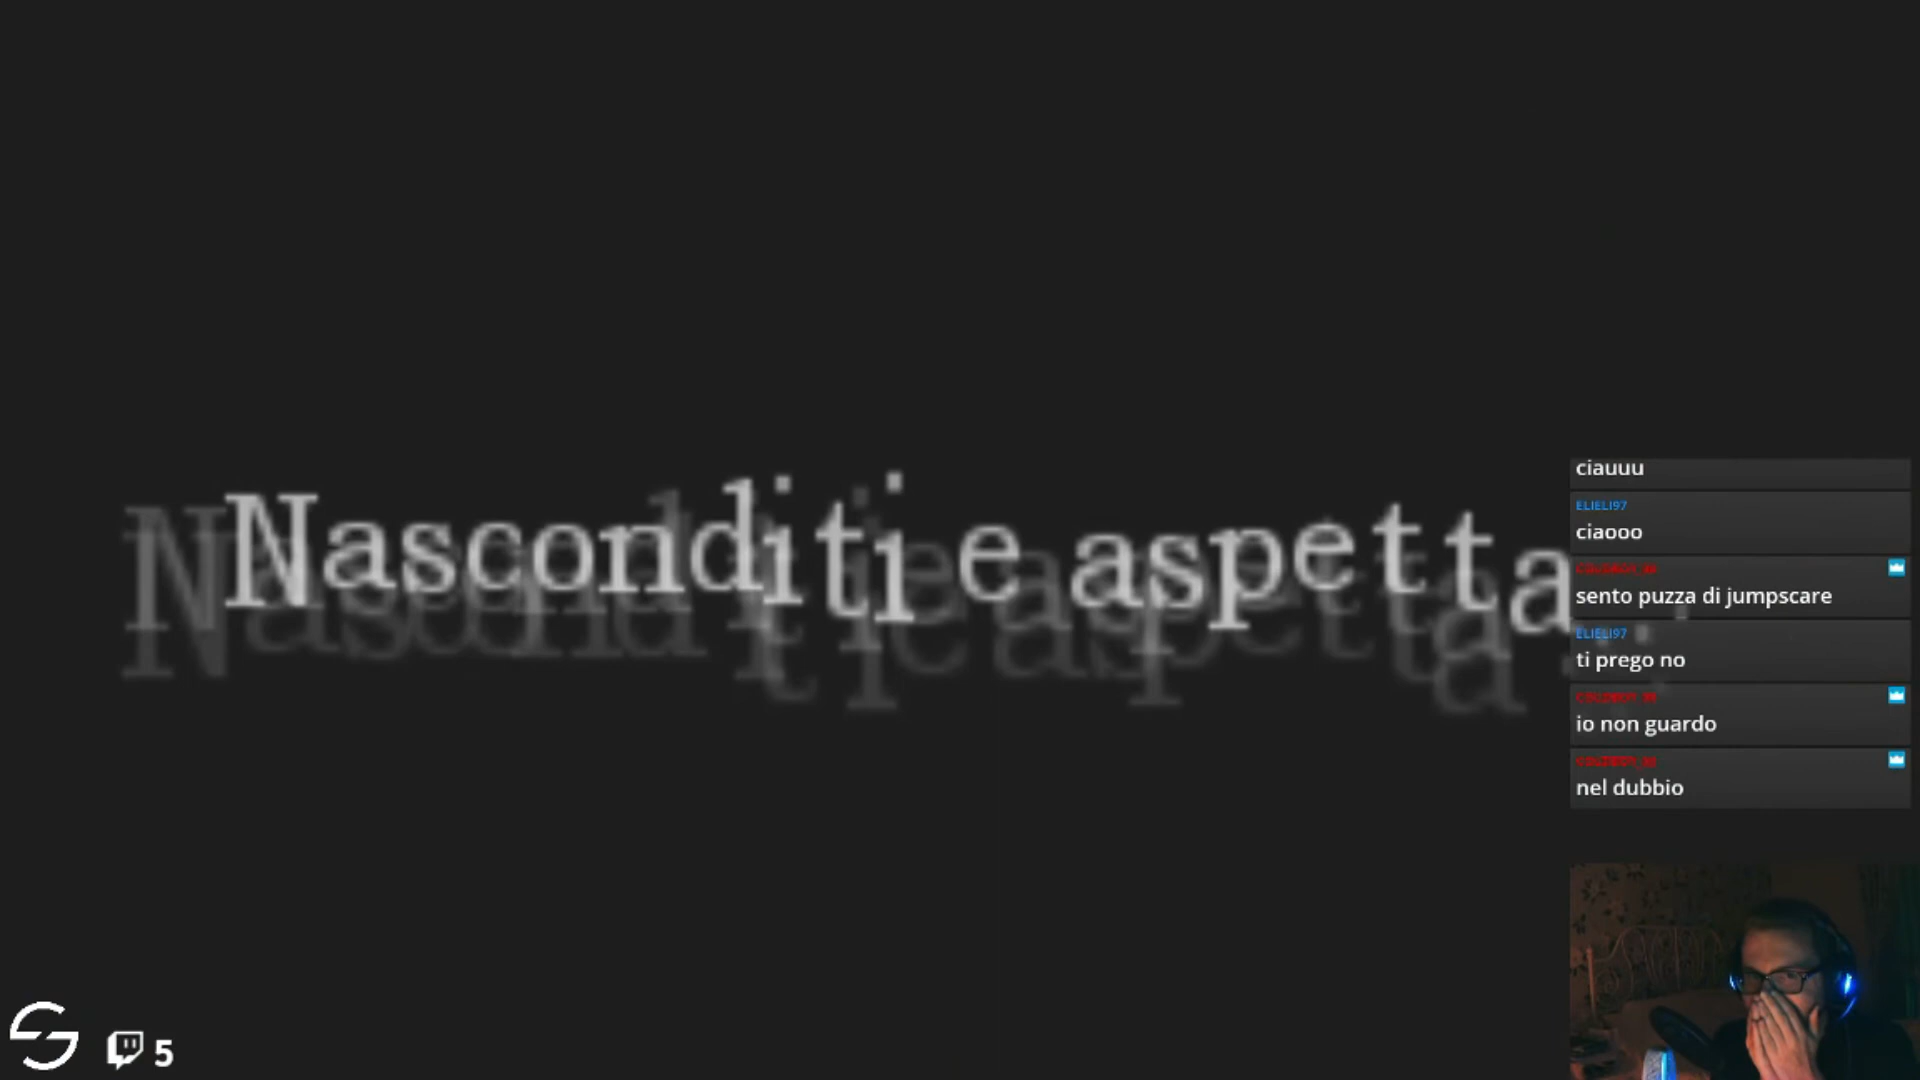 Nasconditi e aspetta
ciauuu
ELIELI97
ciaooo
sento puzza di jumpscare
ELIELI97
ti prego no
io non guardo
nel dubbio
5